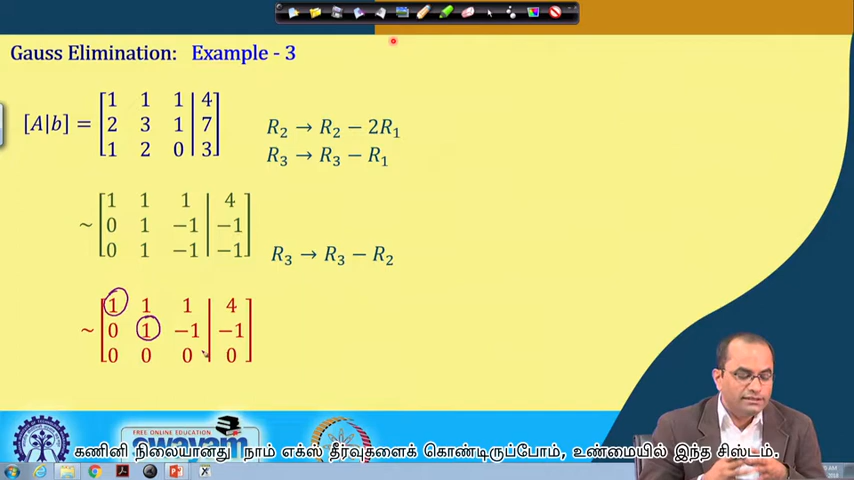 Gauss Elimination: Example - 3
[A|b] = [1 1 1 | 4
2 3 1 | 7
1 2 0 | 3]
R₂ → R₂ − 2R₁
R₃ → R₃ − R₁
~ [1 1 1 | 4
0 1 −1 | −1
0 1 −1 | −1]
R₃ → R₃ − R₂
~ [1 1 1 | 4
0 1 −1 | −1
0 0 0 | 0]
FREE ONLINE EDUCATION
swayam
கணினி நிலையானது நாம் எக்ஸ் தீர்வுகளைக் கொண்டிருப்போம், உண்மையில் இந்த சிஸ்டம்.